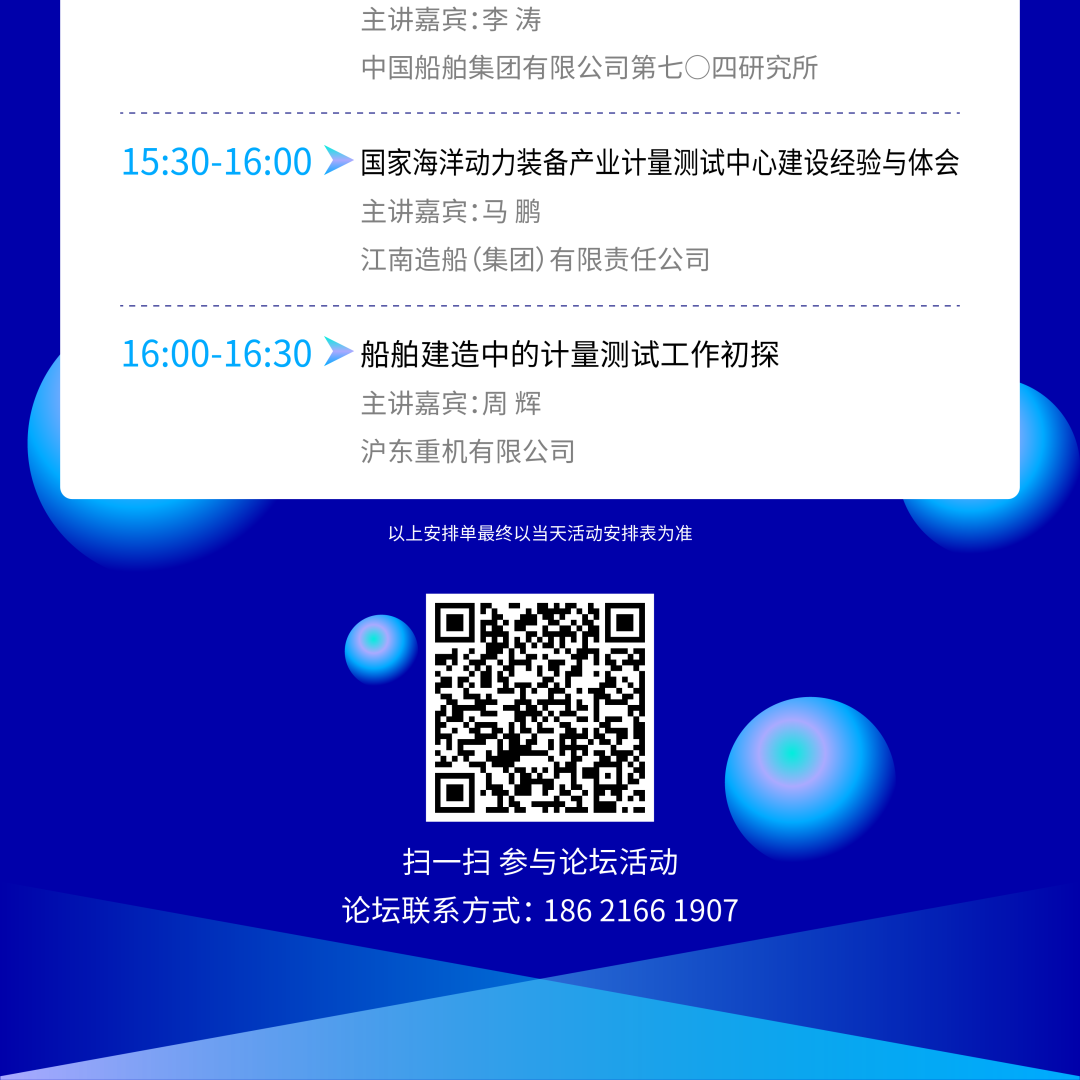 主讲嘉宾：李 涛
中国船舶集团有限公司第七〇四研究所
15:30-16:00 国家海洋动力装备产业计量测试中心建设经验与体会
主讲嘉宾：马 鹏
江南造船（集团）有限责任公司
16:00-16:30 船舶建造中的计量测试工作初探
主讲嘉宾：周 辉
沪东重机有限公司
以上安排单最终以当天活动安排表为准
扫一扫 参与论坛活动
论坛联系方式：186 2166 1907